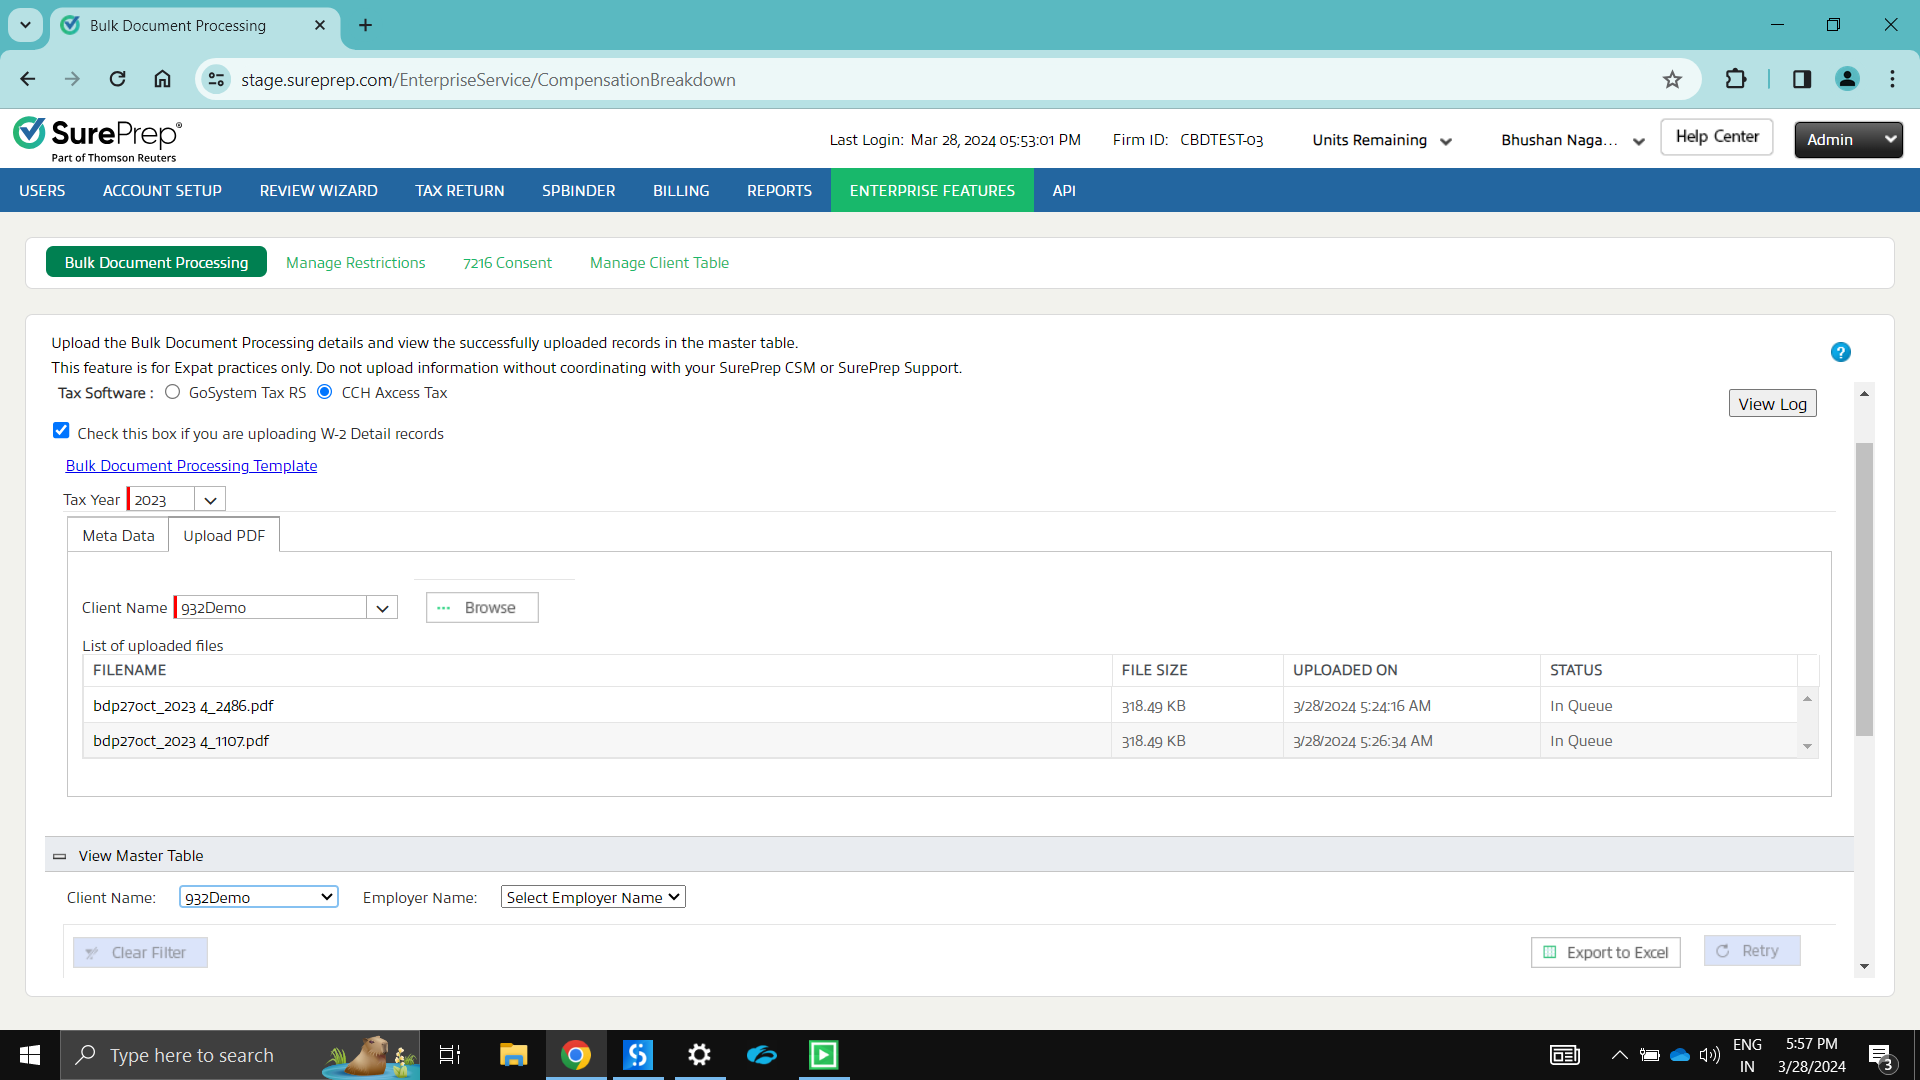 Bulk Document Processing
stage.sureprep.com/EnterpriseService/CompensationBreakdown
SurePrep®
Part of Thomson Reuters
Last Login: Mar 28, 2024 05:53:01 PM Firm ID: CBDTEST-03 Units Remaining Bhushan Naga... Help Center Admin
USERS ACCOUNT SETUP REVIEW WIZARD TAX RETURN SPBINDER BILLING REPORTS ENTERPRISE FEATURES API
Bulk Document Processing Manage Restrictions 7216 Consent Manage Client Table
Upload the Bulk Document Processing details and view the successfully uploaded records in the master table.
This feature is for Expat practices only. Do not upload information without coordinating with your SurePrep CSM or SurePrep Support.
Tax Software : GoSystem Tax RS CCH Axcess Tax
View Log
Check this box if you are uploading W-2 Detail records
Bulk Document Processing Template
Tax Year 2023
Meta Data Upload PDF
Client Name 932Demo ... Browse
List of uploaded files
FILENAME FILE SIZE UPLOADED ON STATUS
bdp27oct_2023 4_2486.pdf 318.49 KB 3/28/2024 5:24:16 AM In Queue
bdp27oct_2023 4_1107.pdf 318.49 KB 3/28/2024 5:26:34 AM In Queue
View Master Table
Client Name: 932Demo Employer Name: Select Employer Name
Clear Filter Export to Excel Retry
Type here to search
ENG
IN
5:57 PM
3/28/2024
3